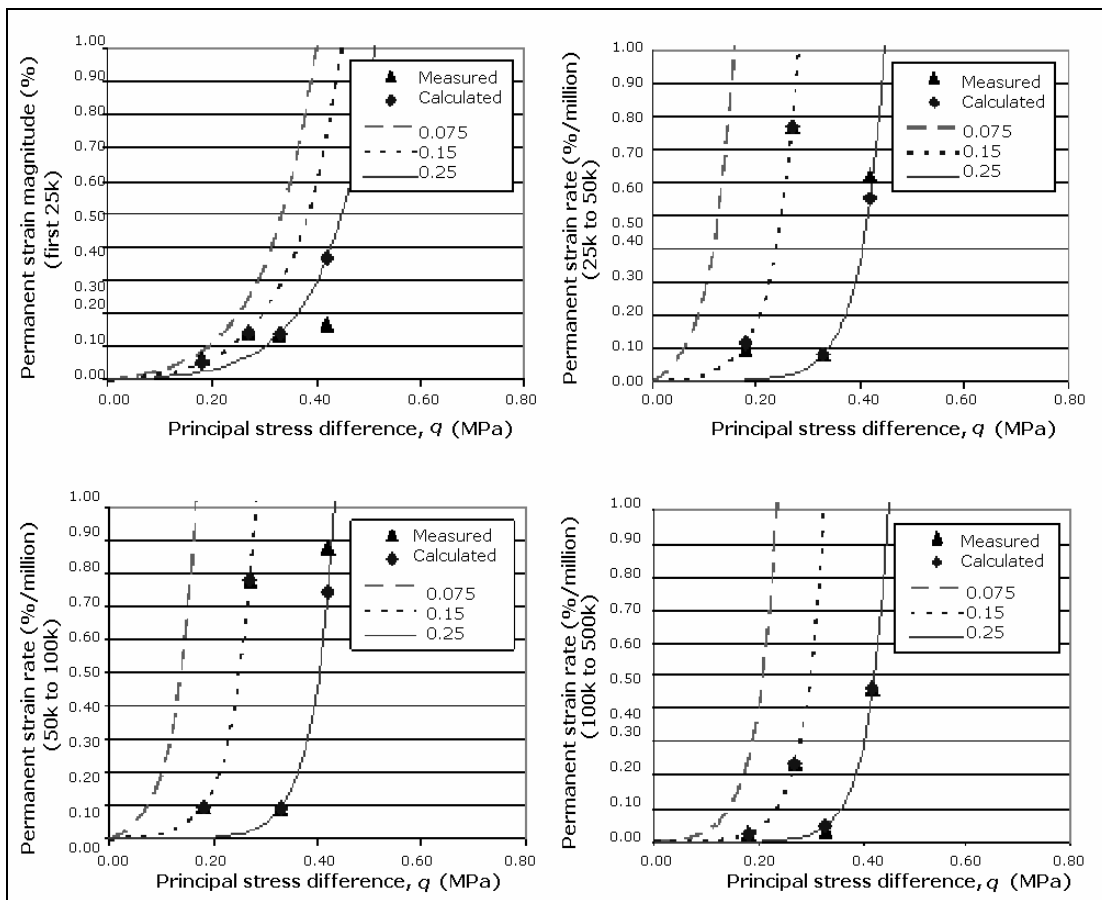 Permanent strain magnitude (%)
(first 25k)
1.00
0.90
0.80
0.70
0.60
0.50
0.40
0.30
0.20
0.10
0.00
Measured
Calculated
0.075
0.15
0.25
0.00 0.20 0.40 0.60 0.80
Principal stress difference, q (MPa)
Permanent strain rate (%/million)
(25k to 50k)
1.00
0.90
0.80
0.70
0.60
0.50
0.40
0.30
0.20
0.10
0.00
Measured
Calculated
0.075
0.15
0.25
0.00 0.20 0.40 0.60 0.80
Principal stress difference, q (MPa)
Permanent strain rate (%/million)
(50k to 100k)
1.00
0.90
0.80
0.70
0.60
0.50
0.40
0.30
0.20
0.10
0.00
Measured
Calculated
0.075
0.15
0.25
0.00 0.20 0.40 0.60 0.80
Principal stress difference, q (MPa)
Permanent strain rate (%/million)
(100k to 500k)
1.00
0.90
0.80
0.70
0.60
0.50
0.40
0.30
0.20
0.10
0.00
Measured
Calculated
0.075
0.15
0.25
0.00 0.20 0.40 0.60 0.80
Principal stress difference, q (MPa)